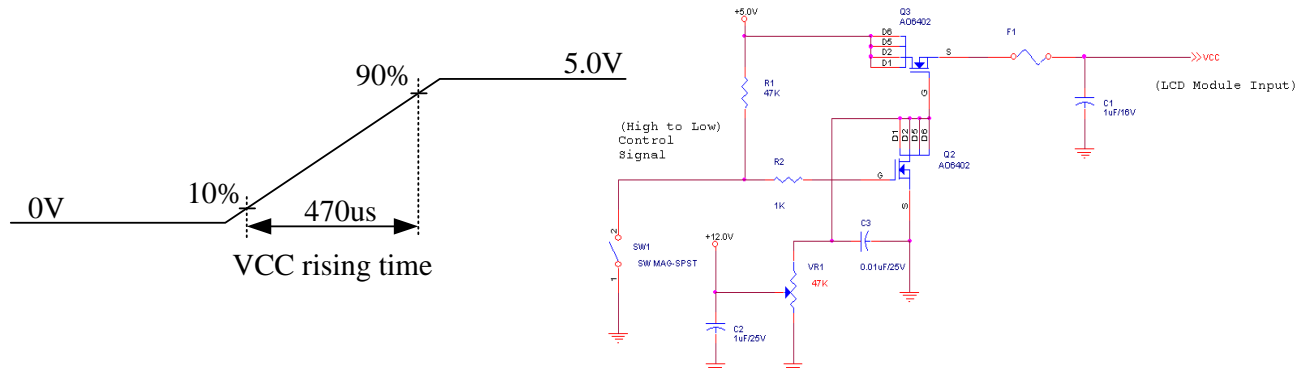 90%
5.0V
10%
0V
470us
VCC rising time
+5.0V
Q3
AO6402
D6
D5
D2
D1
S
G
F1
VCC
(LCD Module Input)
R1
47K
C1
1uF/16V
(High to Low)
Control
Signal
D1
D2
D5
D6
Q2
AO6402
R2
G
1K
S
2
SW1
SW MAG-SPST
1
+12.0V
C3
0.01uF/25V
VR1
47K
C2
1uF/25V